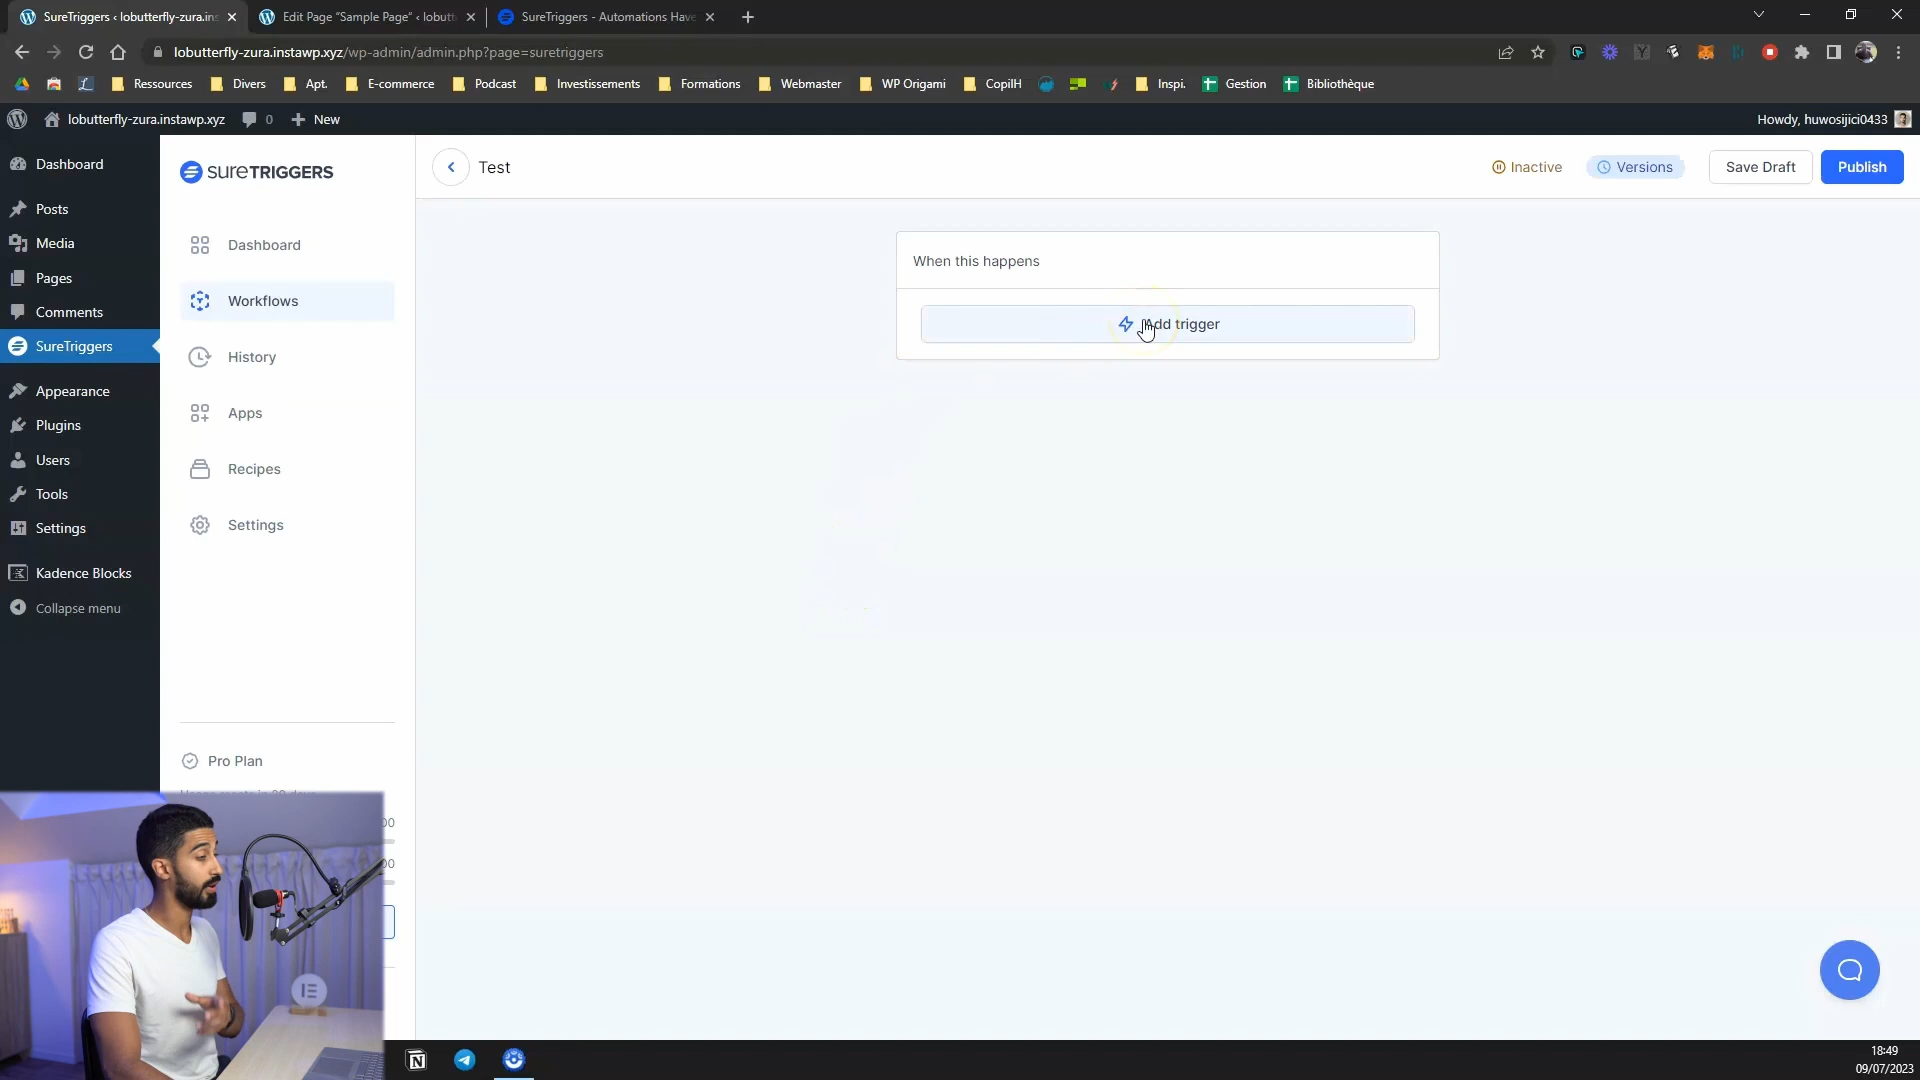 SureTriggers ‹ lobutterfly-zura.ins
Edit Page “Sample Page” ‹ lobutt
SureTriggers - Automations Have
lobutterfly-zura.instawp.xyz/wp-admin/admin.php?page=suretriggers
Ressources
Divers
Apt.
E-commerce
Podcast
Investissements
Formations
Webmaster
WP Origami
CopilH
Inspi.
Gestion
Bibliothèque
lobutterfly-zura.instawp.xyz
0
New
Howdy, huwosijici0433
Dashboard
Posts
Media
Pages
Comments
SureTriggers
Appearance
Plugins
Users
Tools
Settings
Kadence Blocks
Collapse menu
SureTRIGGERS
Dashboard
Workflows
History
Apps
Recipes
Settings
Pro Plan
00
00
Test
Inactive
Versions
Save Draft
Publish
When this happens
Add trigger
18:49
09/07/2023